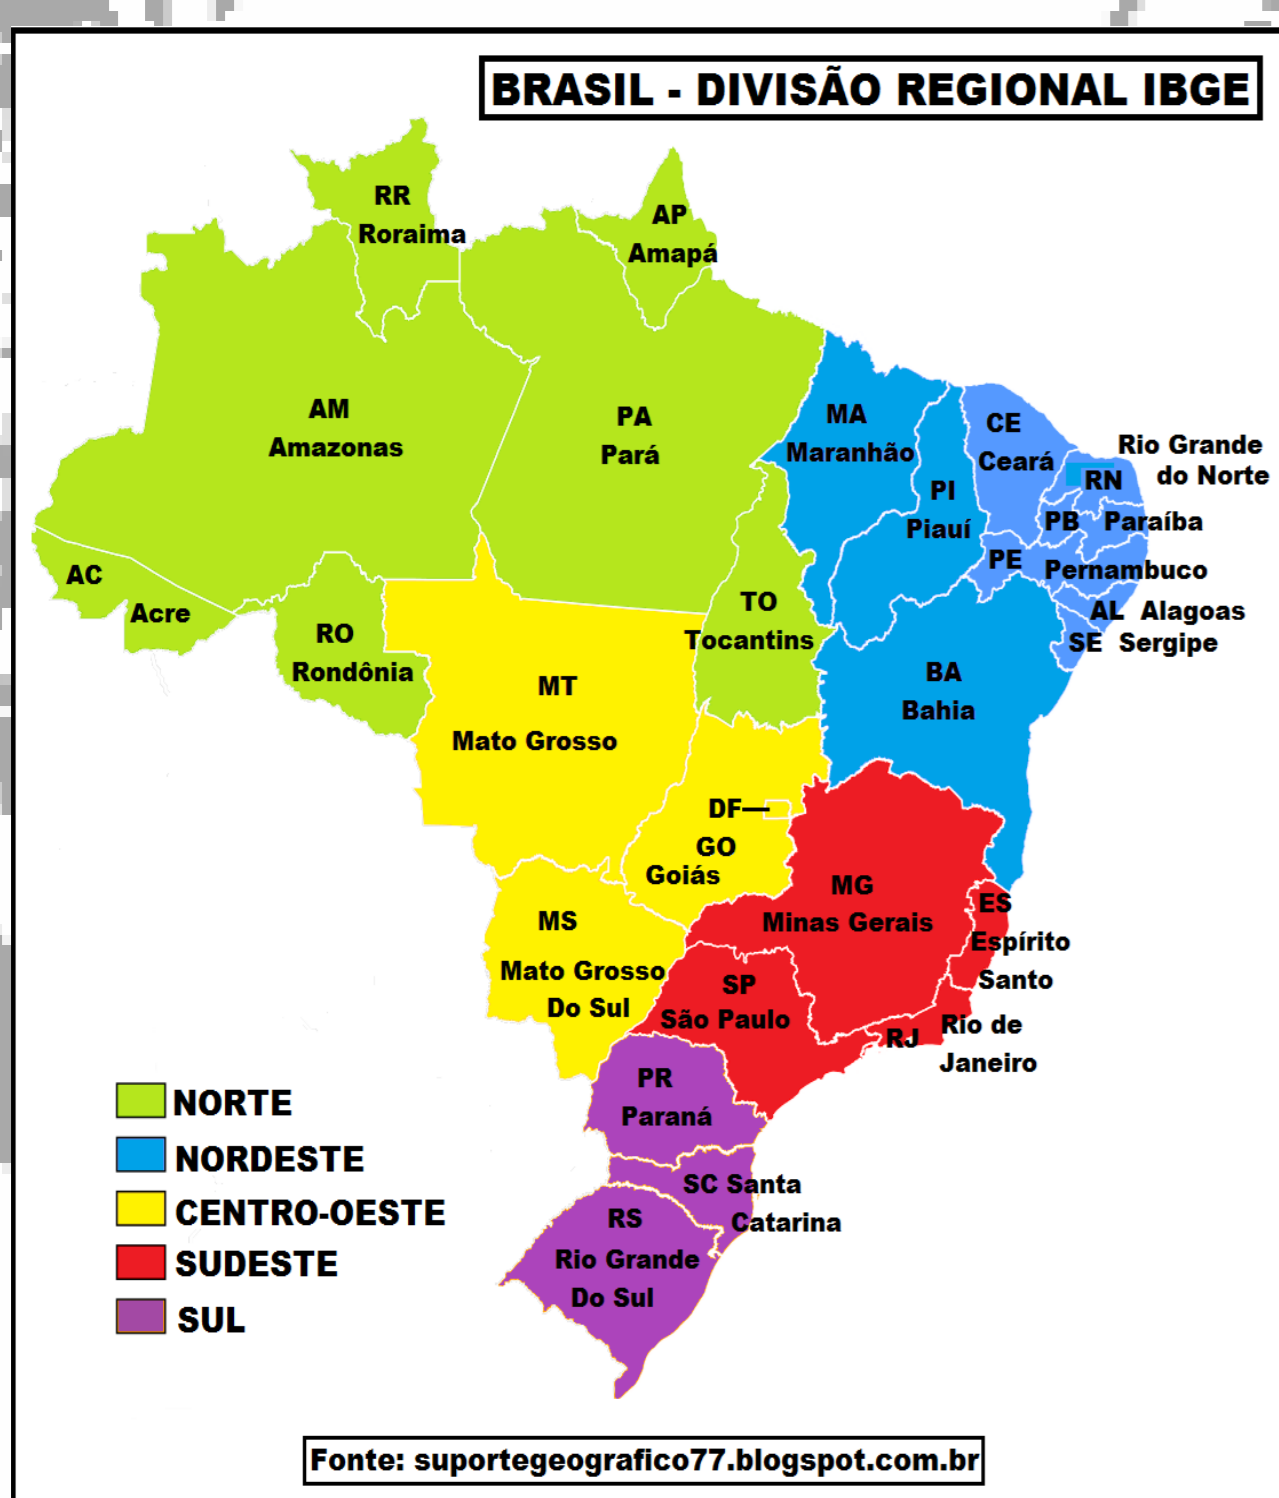 BRASIL - DIVISÃO REGIONAL IBGE
RR
Roraima
AP
Amapá
AM
Amazonas
PA
Pará
MA
Maranhão
CE
Ceará
Rio Grande
do Norte
RN
PI
Piauí
PB Paraíba
PE
Pernambuco
AC
Acre
TO
Tocantins
AL Alagoas
SE Sergipe
RO
Rondônia
BA
Bahia
MT
Mato Grosso
DF
GO
Goiás
MG
Minas Gerais
ES
Espírito
Santo
MS
Mato Grosso
Do Sul
SP
São Paulo
RJ
Rio de
Janeiro
PR
Paraná
SC Santa
Catarina
RS
Rio Grande
Do Sul
NORTE
NORDESTE
CENTRO-OESTE
SUDESTE
SUL
Fonte: suportegeografico77.blogspot.com.br